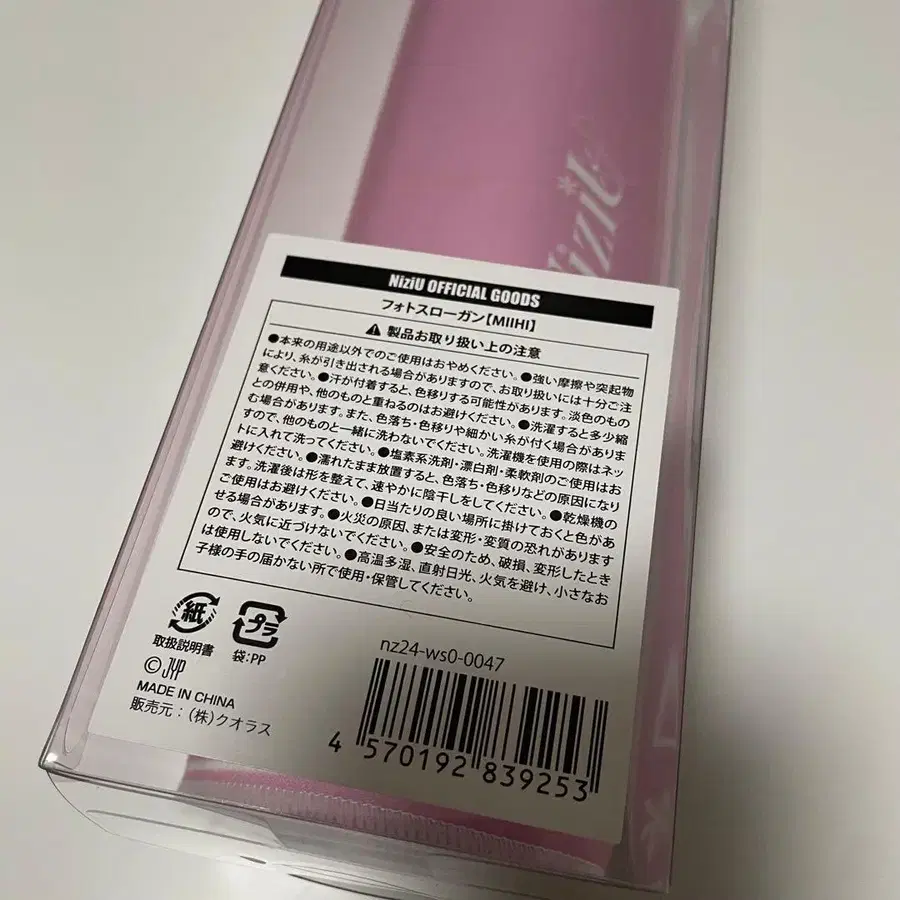 NiziU
NiziU OFFICIAL GOODS
フォトスローガン【MIIHI】
⚠ 製品お取り扱い上の注意
●本来の用途以外でのご使用はおやめください。●強い摩擦や突起物
により、糸が引き出される場合がありますので、お取り扱いには十分ご注
意ください。●汗が付着すると、色移りする可能性があります。淡色のもの
との併用や、他のものと重ねるのはお避けください。●洗濯すると多少縮
む場合があります。また、色落ち・色移りや細かい糸が付く場合がありま
すので、他のものと一緒に洗わないでください。洗濯機を使用の際はネッ
トに入れて洗ってください。●塩素系洗剤・漂白剤・柔軟剤のご使用はお
避けください。●濡れたまま放置すると、色落ち・色移りなどの原因になり
ます。洗濯後は形を整えて、速やかに陰干しをしてください。●乾燥機の
ご使用はお避けください。●日当たりの良い場所に掛けておくと色があ
せる場合があります。●火災の原因、または変形・変質の恐れがあります
ので、火気に近づけないでください。●安全のため、破損、変形したとき
は使用しないでください。●高温多湿、直射日光、火気を避け、小さなお
子様の手の届かない所で使用・保管してください。
紙
取扱説明書
プラ
袋:PP
nz24-ws0-0047
© JYP
MADE IN CHINA
販売元：(株)クオラス
4 570192 839253